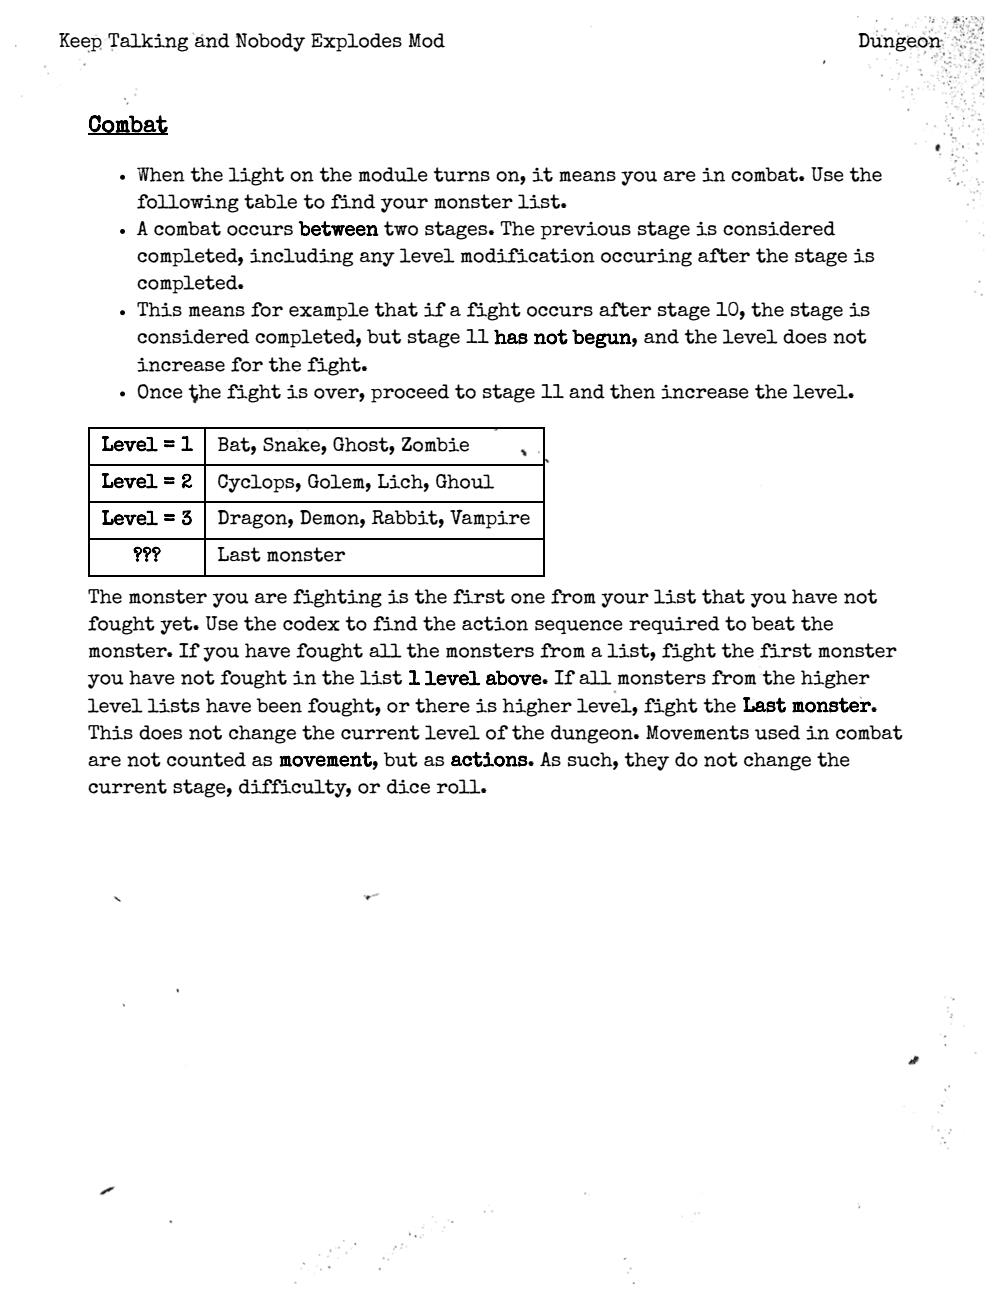 Keep Talking and Nobody Explodes Mod
Dungeon
Combat
• When the light on the module turns on, it means you are in combat. Use the
following table to find your monster list.
• A combat occurs between two stages. The previous stage is considered
completed, including any level modification occuring after the stage is
completed.
• This means for example that if a fight occurs after stage 10, the stage is
considered completed, but stage 11 has not begun, and the level does not
increase for the fight.
• Once the fight is over, proceed to stage 11 and then increase the level.
Level = 1 Bat, Snake, Ghost, Zombie
Level = 2 Cyclops, Golem, Lich, Ghoul
Level = 3 Dragon, Demon, Rabbit, Vampire
??? Last monster
The monster you are fighting is the first one from your list that you have not
fought yet. Use the codex to find the action sequence required to beat the
monster. If you have fought all the monsters from a list, fight the first monster
you have not fought in the list 1 level above. If all monsters from the higher
level lists have been fought, or there is higher level, fight the Last monster.
This does not change the current level of the dungeon. Movements used in combat
are not counted as movement, but as actions. As such, they do not change the
current stage, difficulty, or dice roll.